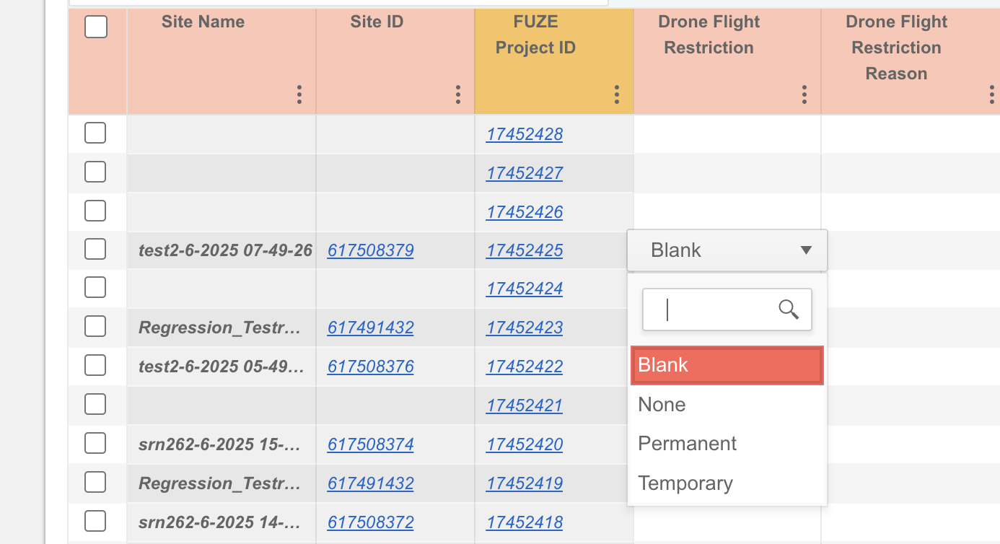 Site Name
Site ID
FUZE
Project ID
Drone Flight
Restriction
Drone Flight
Restriction
Reason
17452428
17452427
17452426
test2-6-2025 07-49-26 617508379 17452425 Blank
17452424
Regression_Testr... 617491432 17452423
test2-6-2025 05-49... 617508376 17452422 Blank
17452421 None
srn262-6-2025 15-... 617508374 17452420 Permanent
Regression_Testr... 617491432 17452419 Temporary
srn262-6-2025 14-... 617508372 17452418